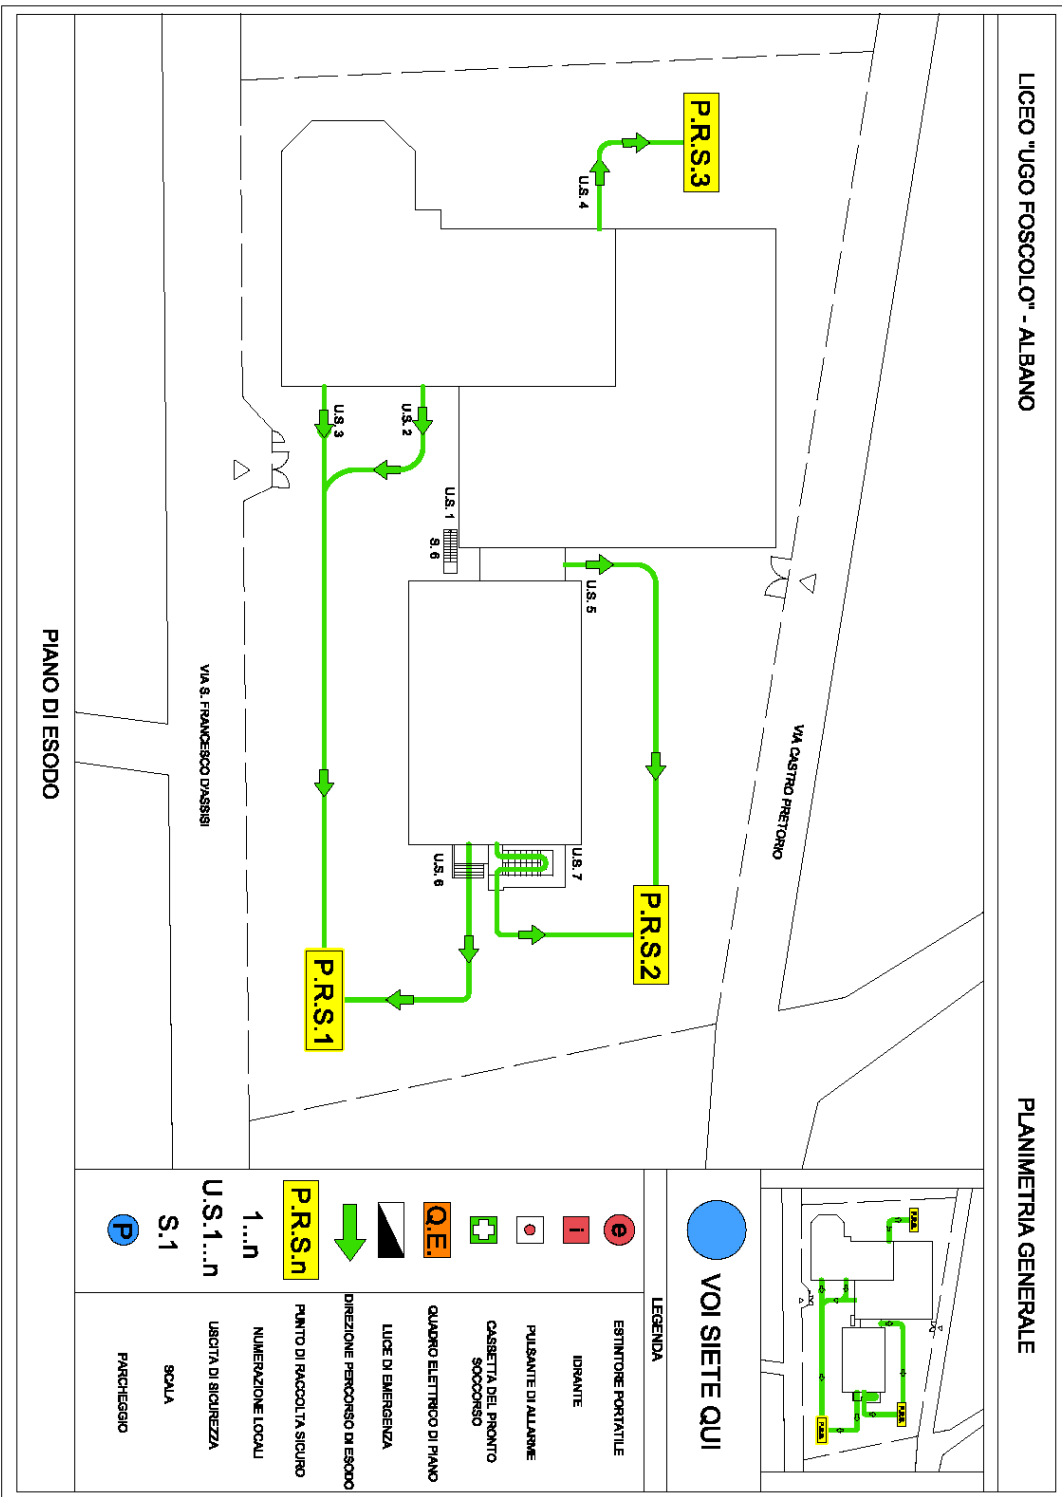 LICEO "UGO FOSCOLO" - ALBANO
PLANIMETRIA GENERALE
P.R.S.3
U.S. 4
U.S. 3
U.S. 2
U.S. 1
S. 6
U.S. 5
VIA CASTRO PRETORIO
VIA S. FRANCESCO D'ASSISI
U.S. 7
U.S. 6
P.R.S.2
P.R.S.1
PIANO DI ESODO
VOI SIETE QUI
LEGENDA
e ESTINTORE PORTATILE
i IDRANTE
PULSANTE DI ALLARME
CASSETTA DEL PRONTO
SOCCORSO
Q.E. QUADRO ELETTRICO DI PIANO
LUCE DI EMERGENZA
DIREZIONE PERCORSO DI ESODO
P.R.S.n PUNTO DI RACCOLTA SICURO
1...n NUMERAZIONE LOCALI
U.S.1...n USCITA DI SICUREZZA
S.1 SCALA
P PARCHEGGIO